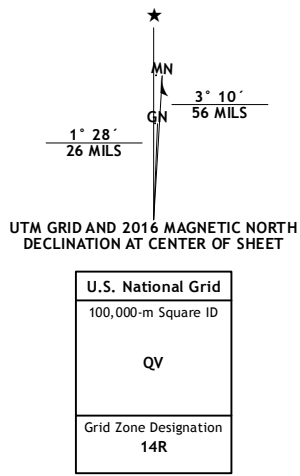 MN
GN
3° 10´
56 MILS
1° 28´
26 MILS
UTM GRID AND 2016 MAGNETIC NORTH
DECLINATION AT CENTER OF SHEET
U.S. National Grid
100,000-m Square ID
QV
Grid Zone Designation
14R